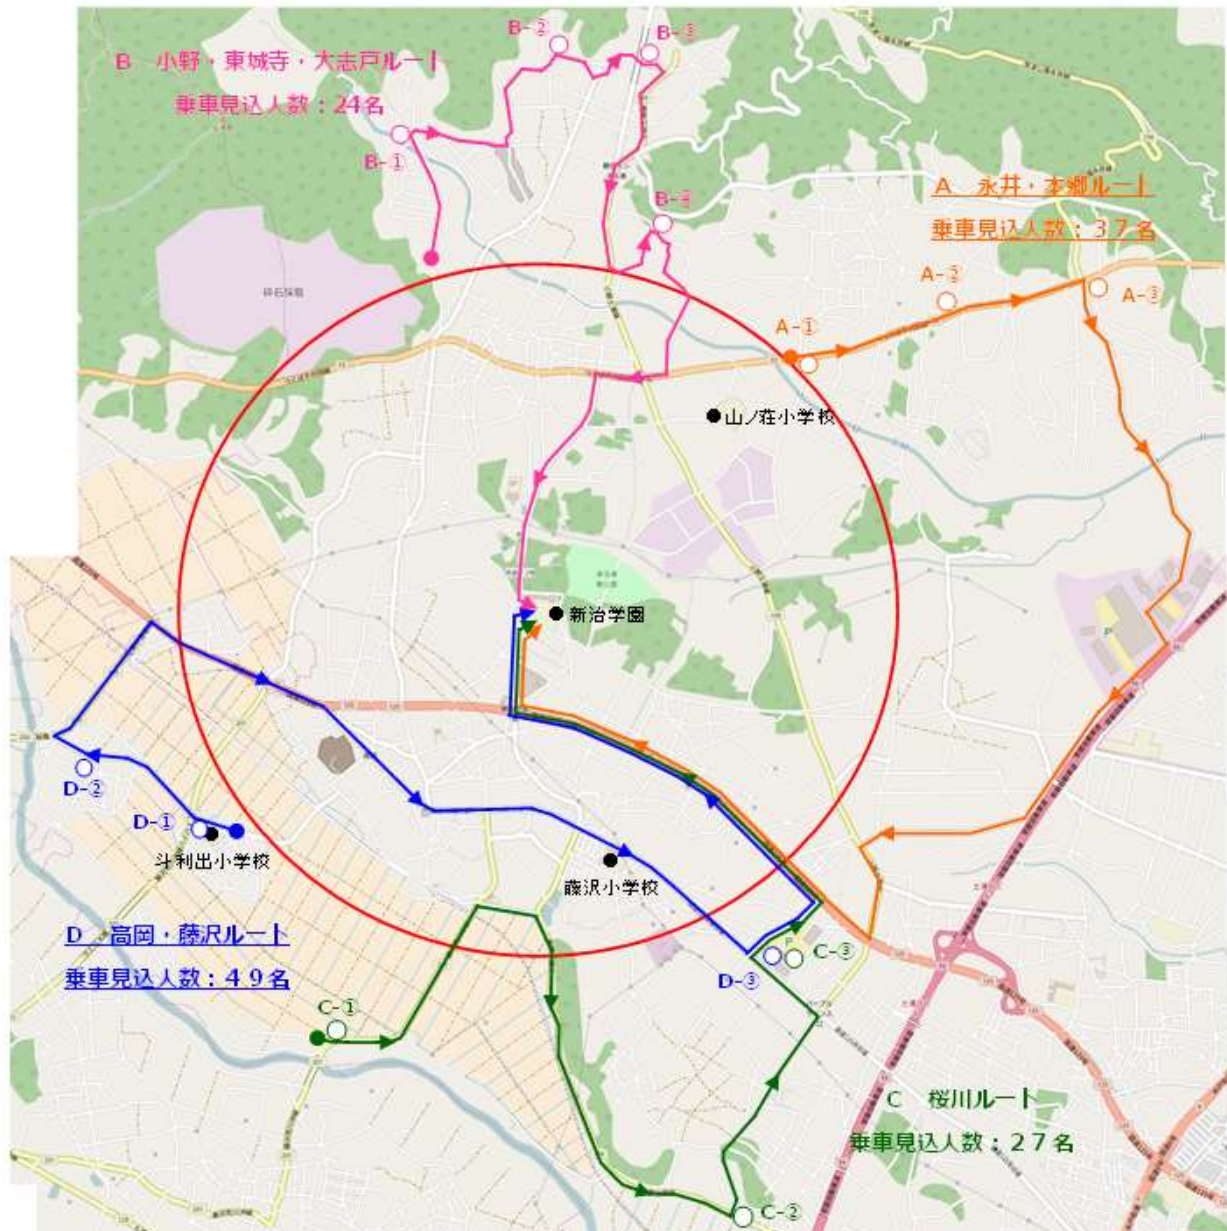 B 小野・東城寺・大志戸ルート
乗車見込人数：24名
B-②
B-③
B-①
B-④
A 永井・本郷ルート
乗車見込人数：37名
A-②
A-③
A-①
砕石採掘
山ノ荘小学校
新治学園
P
D-②
D-①
斗利出小学校
藤沢小学校
D 高岡・藤沢ルート
乗車見込人数：49名
P
C-③
D-③
C-①
C 桜川ルート
乗車見込人数：27名
C-②